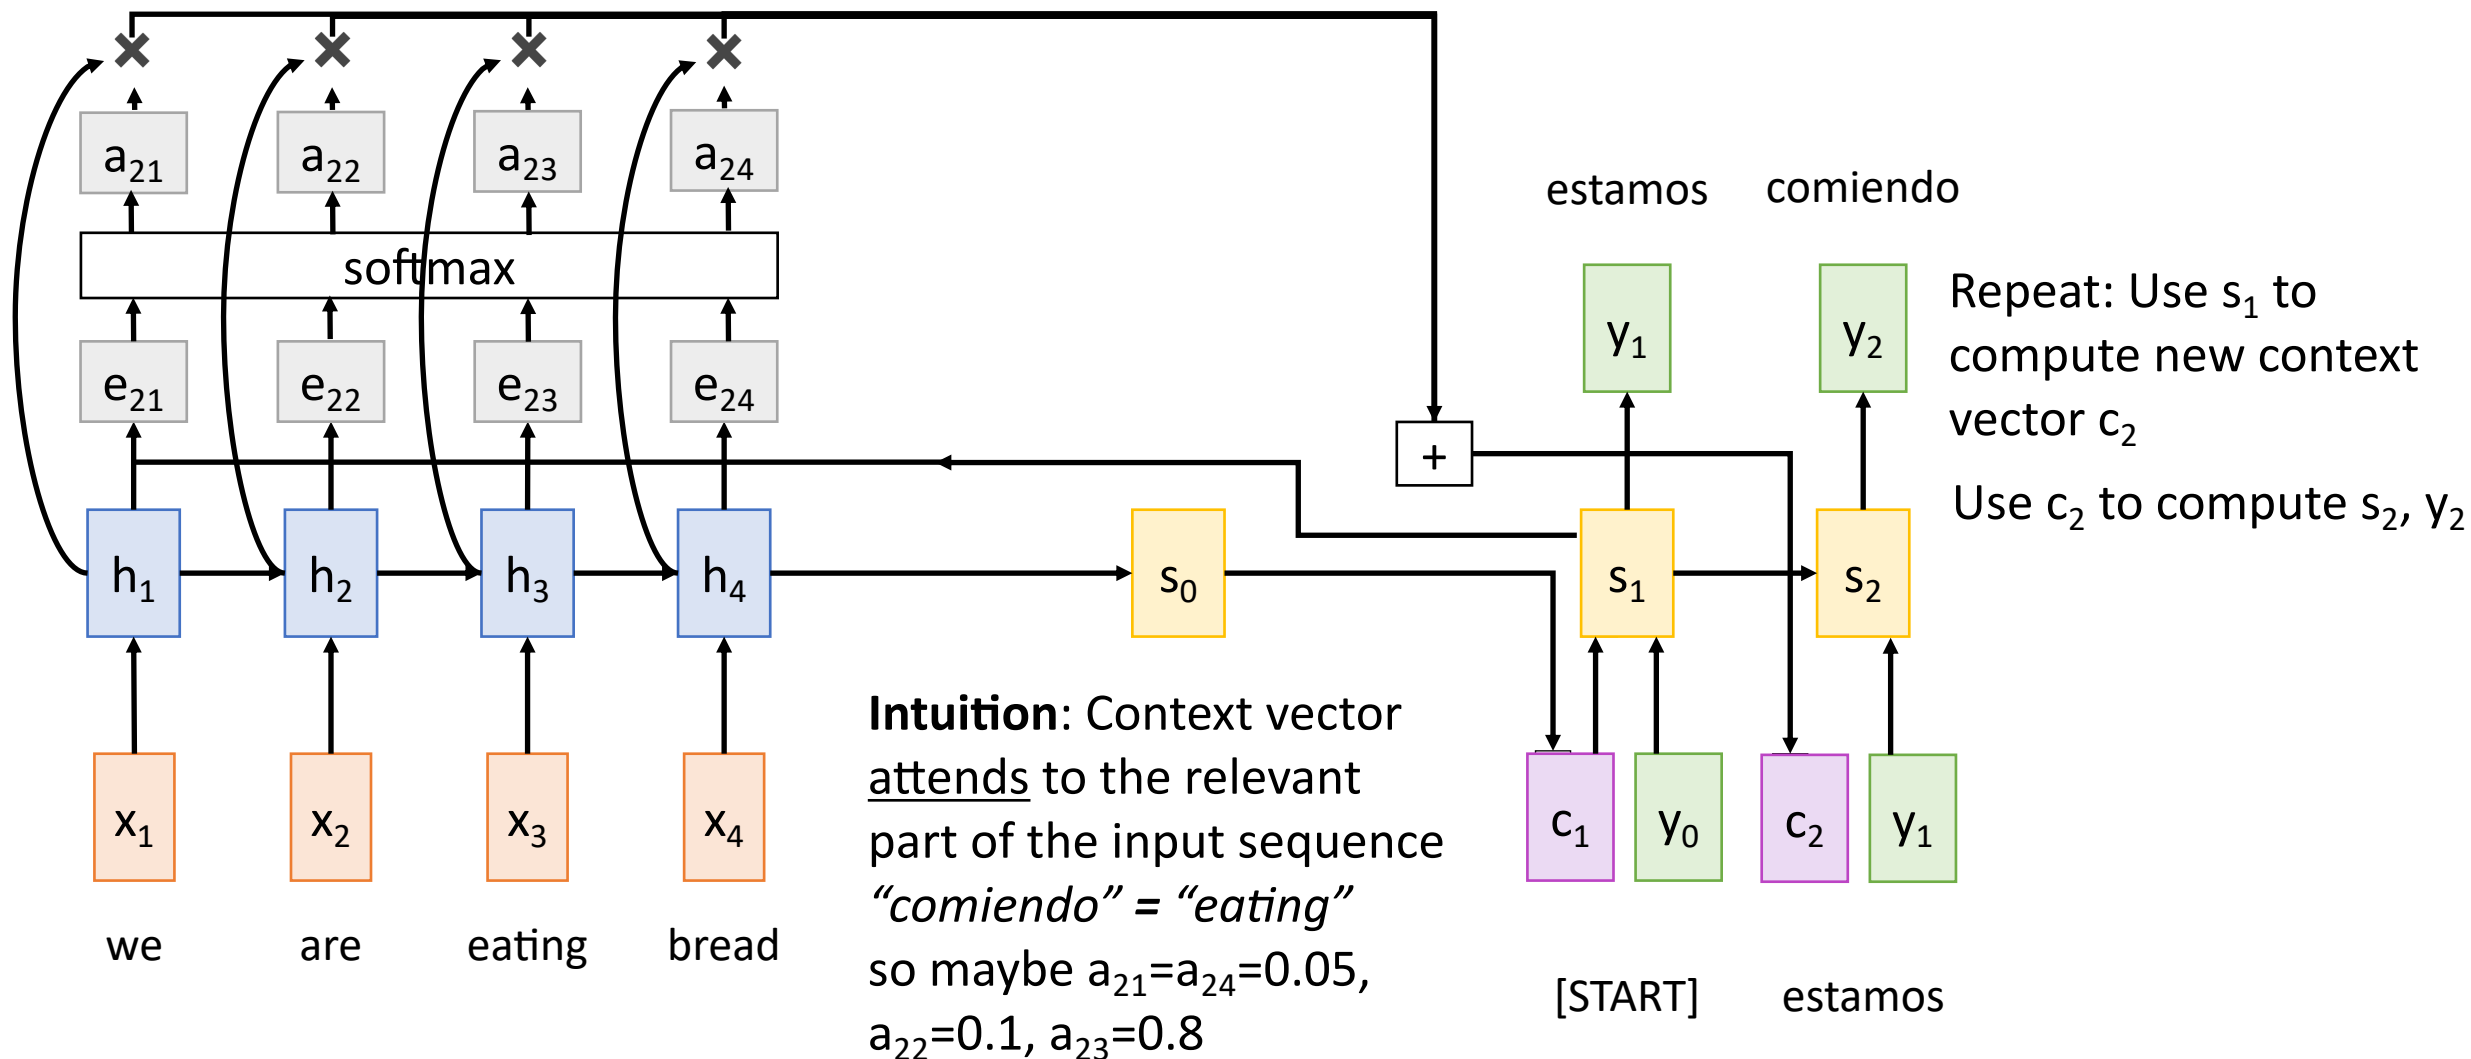 a21 a22 a23 a24
softmax
e21 e22 e23 e24
+
h1 h2 h3 h4 s0 s1 s2
x1 x2 x3 x4
we are eating bread
estamos comiendo
y1 y2
Repeat: Use s1 to
compute new context
vector c2
Use c2 to compute s2, y2
Intuition: Context vector
attends to the relevant
part of the input sequence
“comiendo” = “eating”
so maybe a21=a24=0.05,
a22=0.1, a23=0.8
c1 y0 c2 y1
[START] estamos